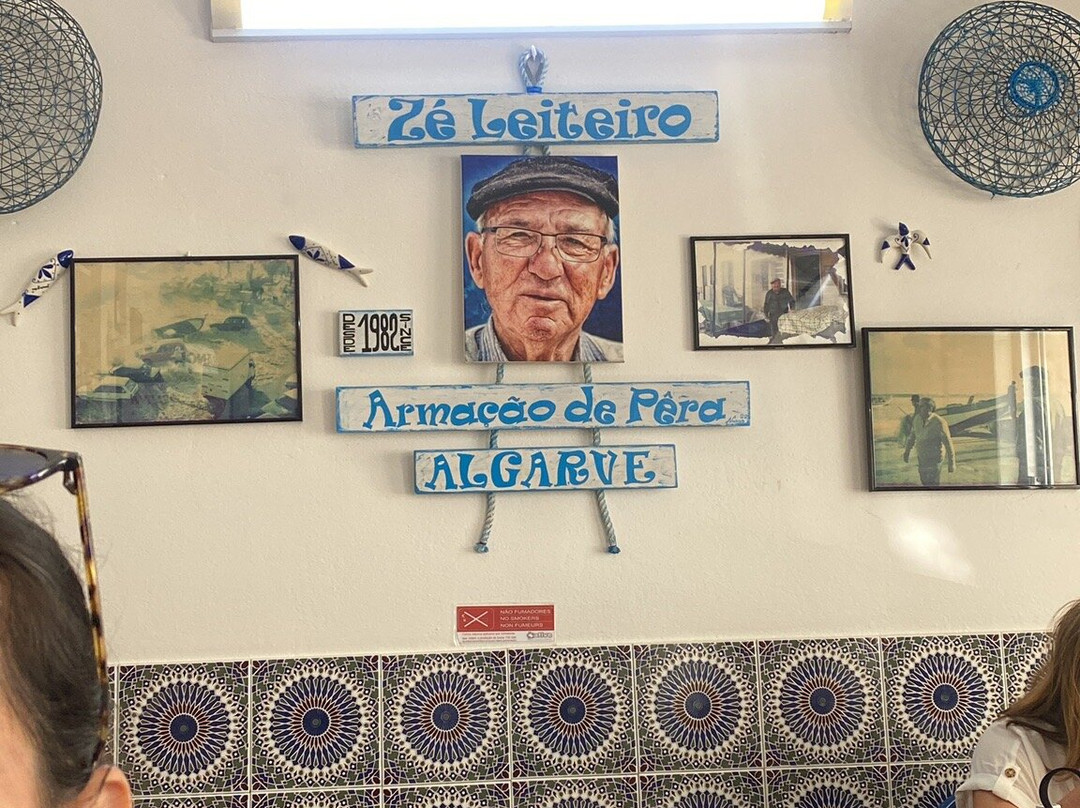 Zé Leiteiro
DESDE 1982 SINCE
Armação de Pêra
ALGARVE
NÃO FUMADORES
NO SMOKERS
NON FUMEURS